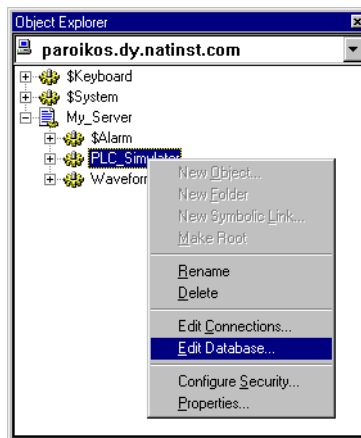 Object Explorer
paroikos.dy.natinst.com
$Keyboard
$System
My_Server
$Alarm
PLC_Simulator
Waveform
New Object...
New Folder
New Symbolic Link...
Make Root
Rename
Delete
Edit Connections...
Edit Database...
Configure Security...
Properties...